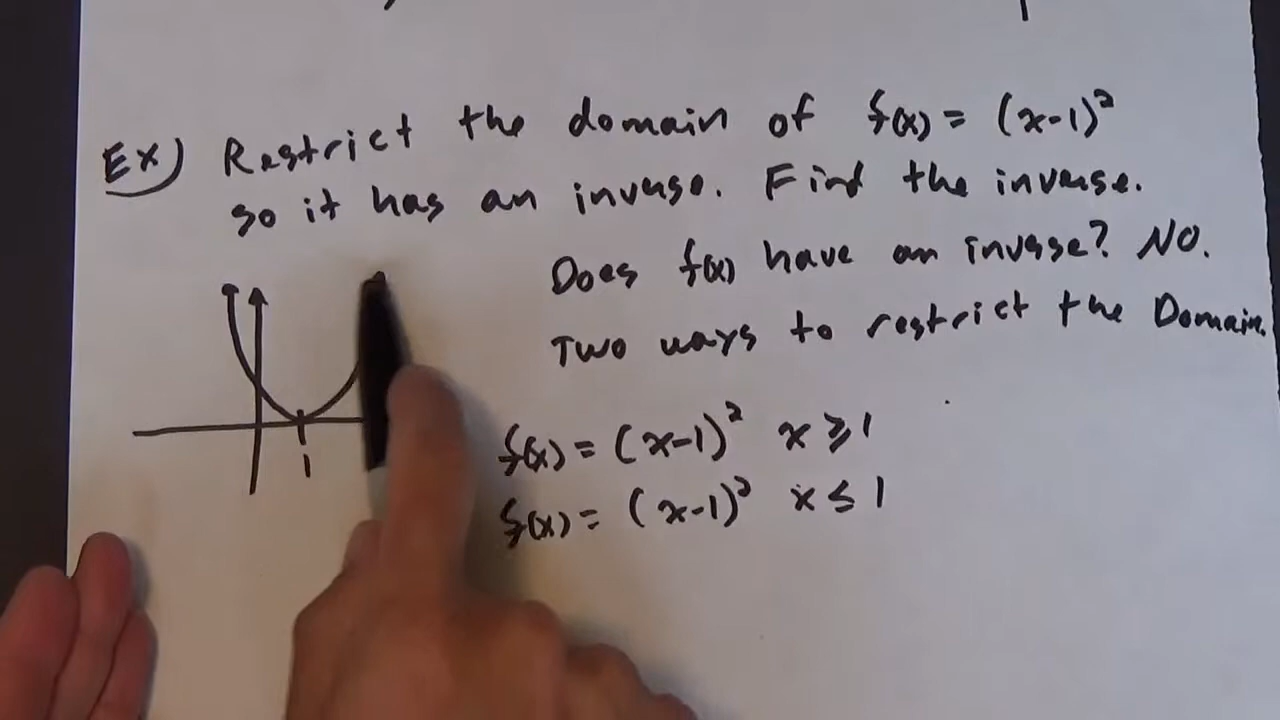 Ex) Restrict the domain of f(x) = (x-1)²
so it has an inverse. Find the inverse.
Does f(x) have an inverse? NO.
Two ways to restrict the Domain.
f(x) = (x-1)² x ≥ 1
f(x) = (x-1)² x ≤ 1
1